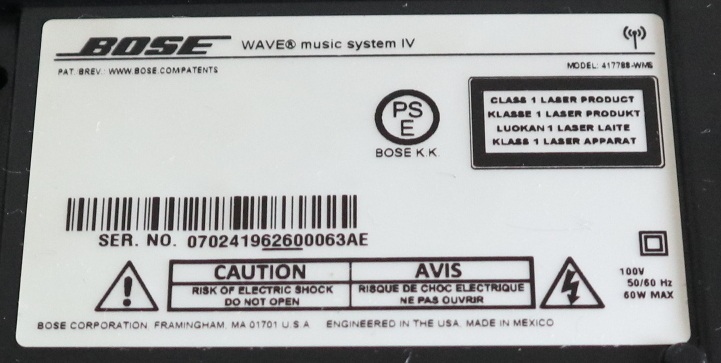 BOSE WAVE® music system IV
PAT. BREV.: WWW.BOSE.COM/PATENTS
MODEL: 417788-WMS
PS
E
BOSE K.K.
CLASS 1 LASER PRODUCT
KLASSE 1 LASER PRODUKT
LUOKAN 1 LASER LAITE
KLASS 1 LASER APPARAT
SER. NO. 070241962600063AE
CAUTION
RISK OF ELECTRIC SHOCK
DO NOT OPEN
AVIS
RISQUE DE CHOC ELECTRIQUE
NE PAS OUVRIR
100V
50/60 Hz
60W MAX
BOSE CORPORATION, FRAMINGHAM, MA 01701 U.S.A. ENGINEERED IN THE USA, MADE IN MEXICO